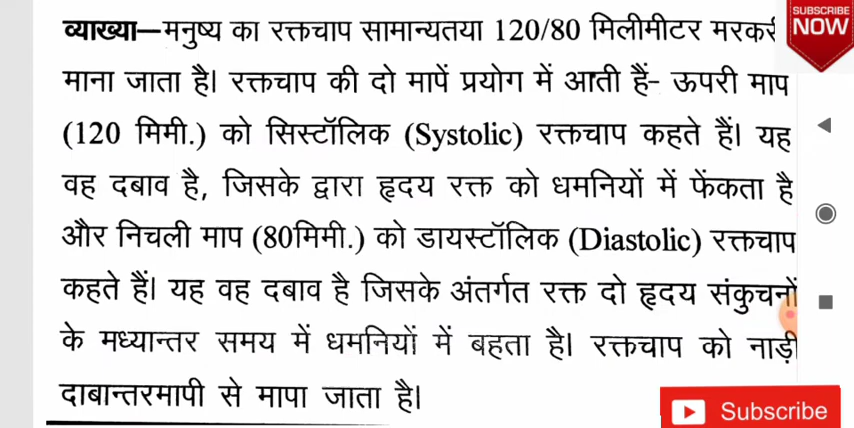 SUBSCRIBE
NOW
व्याख्या—मनुष्य का रक्तचाप सामान्यतया 120/80 मिलीमीटर मरकरी
माना जाता है। रक्तचाप की दो मापें प्रयोग में आती हैं- ऊपरी माप
(120 मिमी.) को सिस्टॉलिक (Systolic) रक्तचाप कहते हैं। यह
वह दबाव है, जिसके द्वारा हृदय रक्त को धमनियों में फेंकता है
और निचली माप (80मिमी.) को डायस्टॉलिक (Diastolic) रक्तचाप
कहते हैं। यह वह दबाव है जिसके अंतर्गत रक्त दो हृदय संकुचनों
के मध्यान्तर समय में धमनियों में बहता है। रक्तचाप को नाड़ी
दाबान्तरमापी से मापा जाता है।
Subscribe